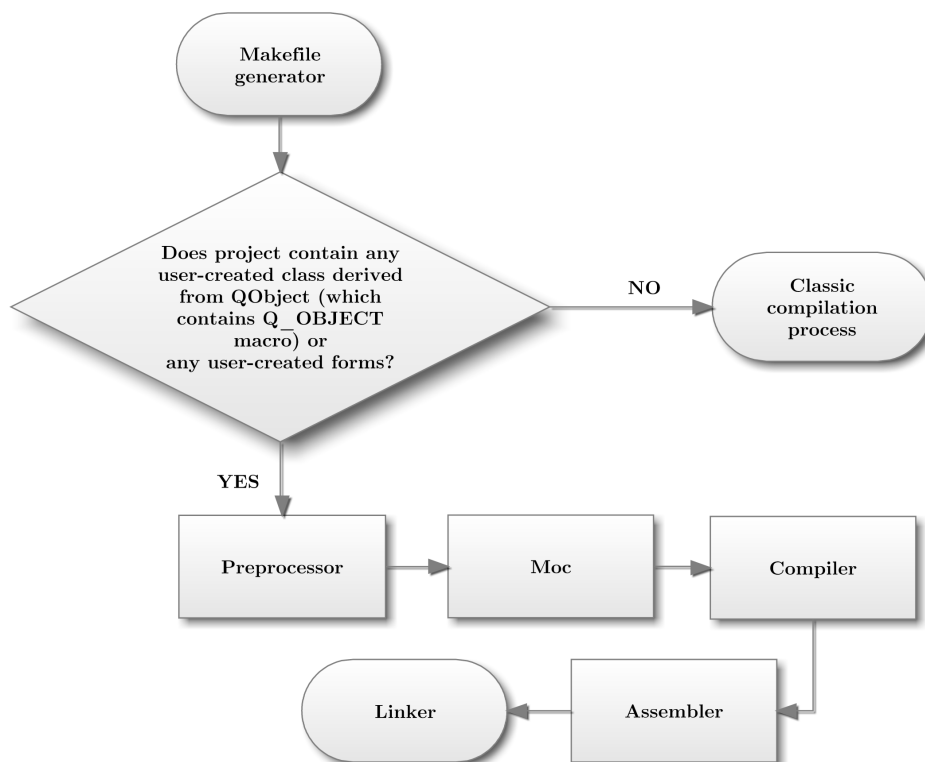 Makefile
generator
Does project contain any
user-created class derived
from QObject (which
contains Q_OBJECT
macro) or
any user-created forms?
NO
Classic
compilation
process
YES
Preprocessor
Moc
Compiler
Linker
Assembler